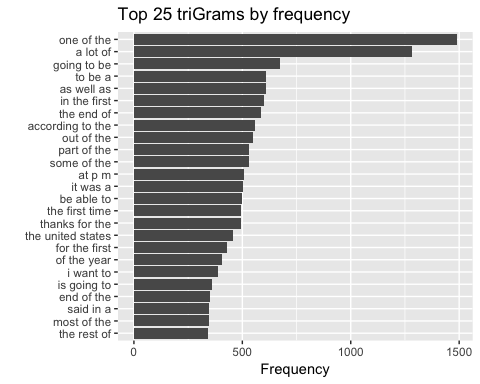 Top 25 triGrams by frequency
one of the
a lot of
going to be
to be a
as well as
in the first
the end of
according to the
out of the
part of the
some of the
at p m
it was a
be able to
the first time
thanks for the
the united states
for the first
of the year
i want to
is going to
end of the
said in a
most of the
the rest of
0 500 1000 1500
Frequency